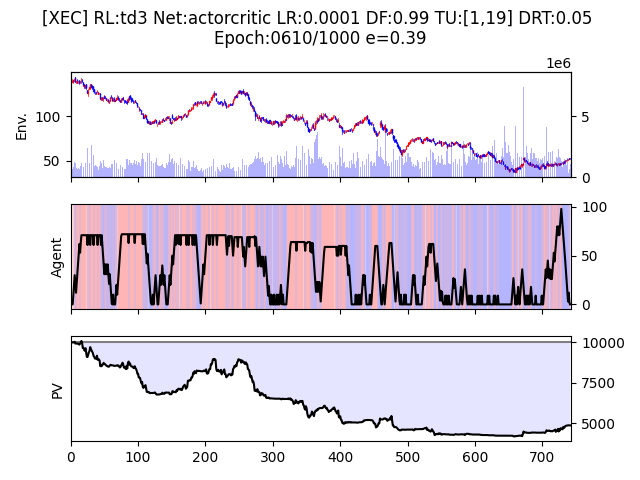 [XEC] RL:td3 Net:actorcritic LR:0.0001 DF:0.99 TU:[1,19] DRT:0.05
Epoch:0610/1000 e=0.39
1e6
Env.
100
50
5
0
Agent
100
50
0
PV
10000
7500
5000
0 100 200 300 400 500 600 700